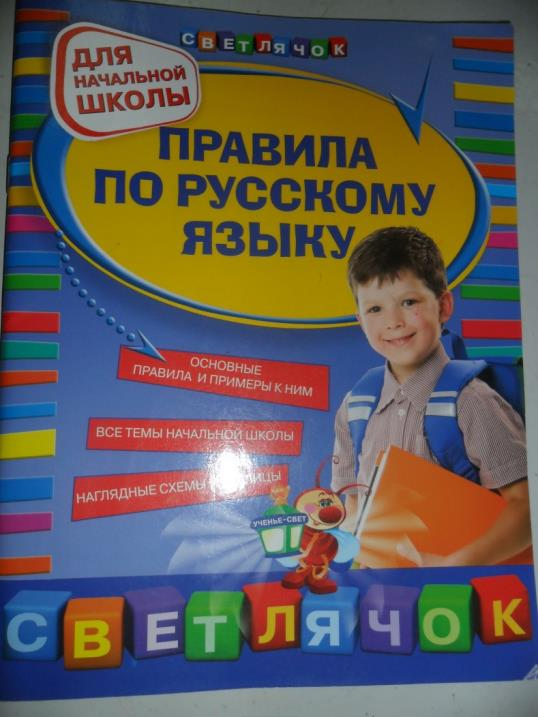 СВЕТЛЯЧОК
ДЛЯ
НАЧАЛЬНОЙ
ШКОЛЫ
ПРАВИЛА
ПО РУССКОМУ
ЯЗЫКУ
ОСНОВНЫЕ
ПРАВИЛА И ПРИМЕРЫ К НИМ
ВСЕ ТЕМЫ НАЧАЛЬНОЙ ШКОЛЫ
НАГЛЯДНЫЕ СХЕМЫ
УЧЕНЬЕ-СВЕТ
СВЕТЛЯЧОК